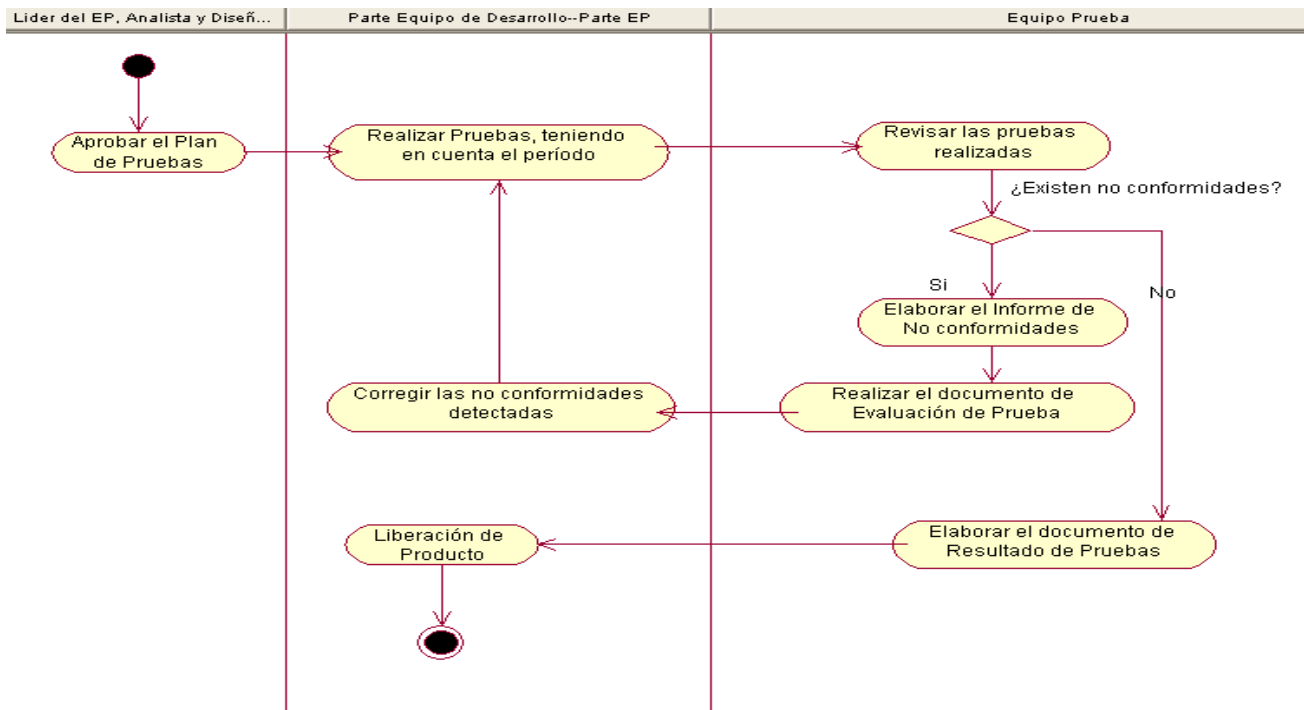 Lider del EP, Analista y Diseñ...
Parte Equipo de Desarrollo--Parte EP
Equipo Prueba
Aprobar el Plan
de Pruebas
Realizar Pruebas, teniendo
en cuenta el período
Revisar las pruebas
realizadas
¿Existen no conformidades?
Si
No
Elaborar el Informe de
No conformidades
Corregir las no conformidades
detectadas
Realizar el documento de
Evaluación de Prueba
Liberación de
Producto
Elaborar el documento de
Resultado de Pruebas